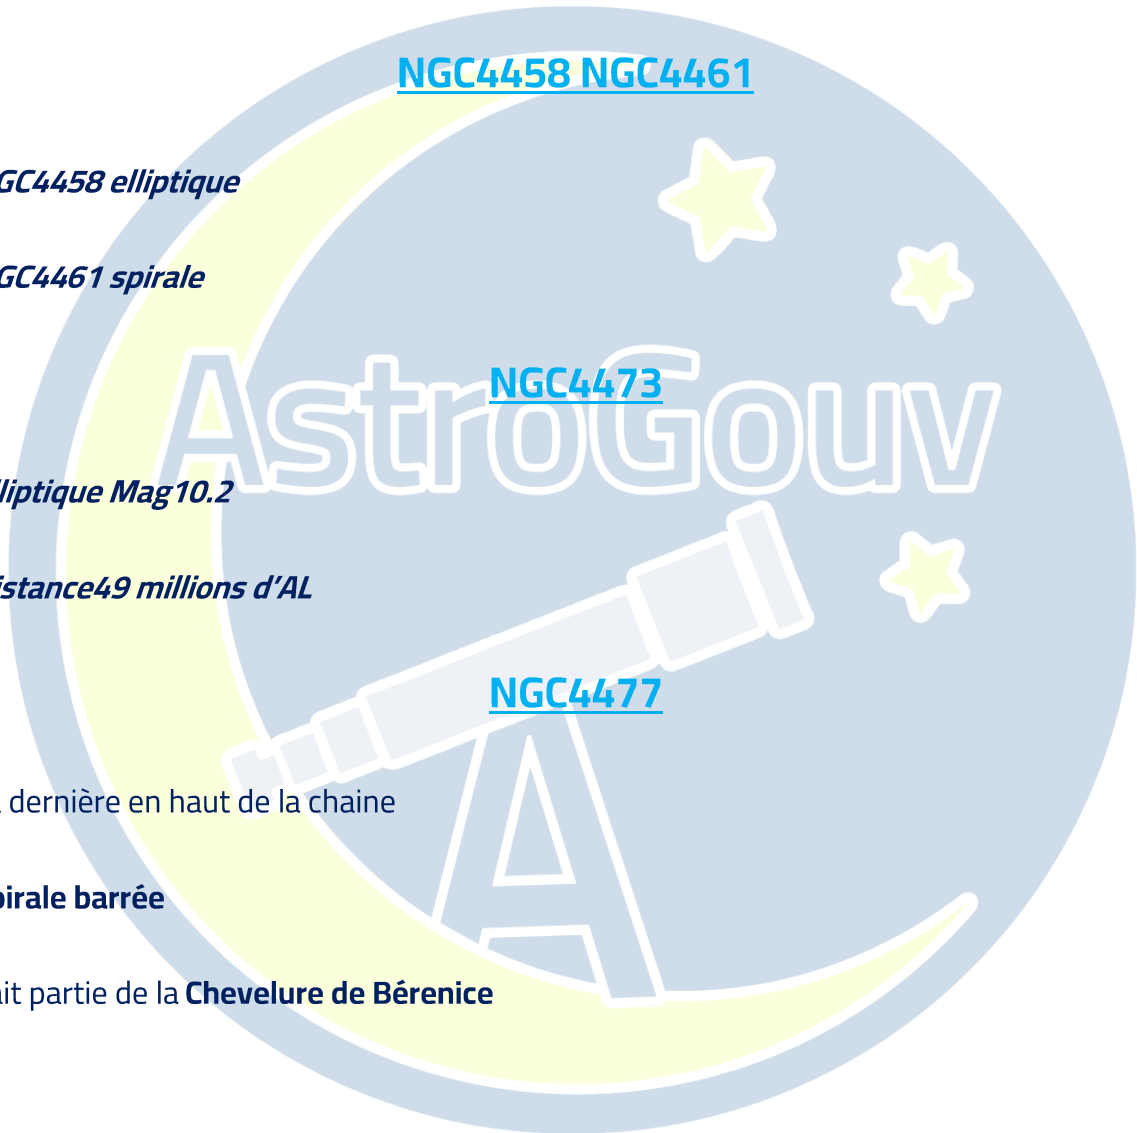 NGC4458 NGC4461
GC4458 elliptique
GC4461 spirale
NGC4473
AstroGouv
lliptique Mag10.2
istance49 millions d’AL
NGC4477
dernière en haut de la chaine
pirale barrée
ait partie de la Chevelure de Bérenice